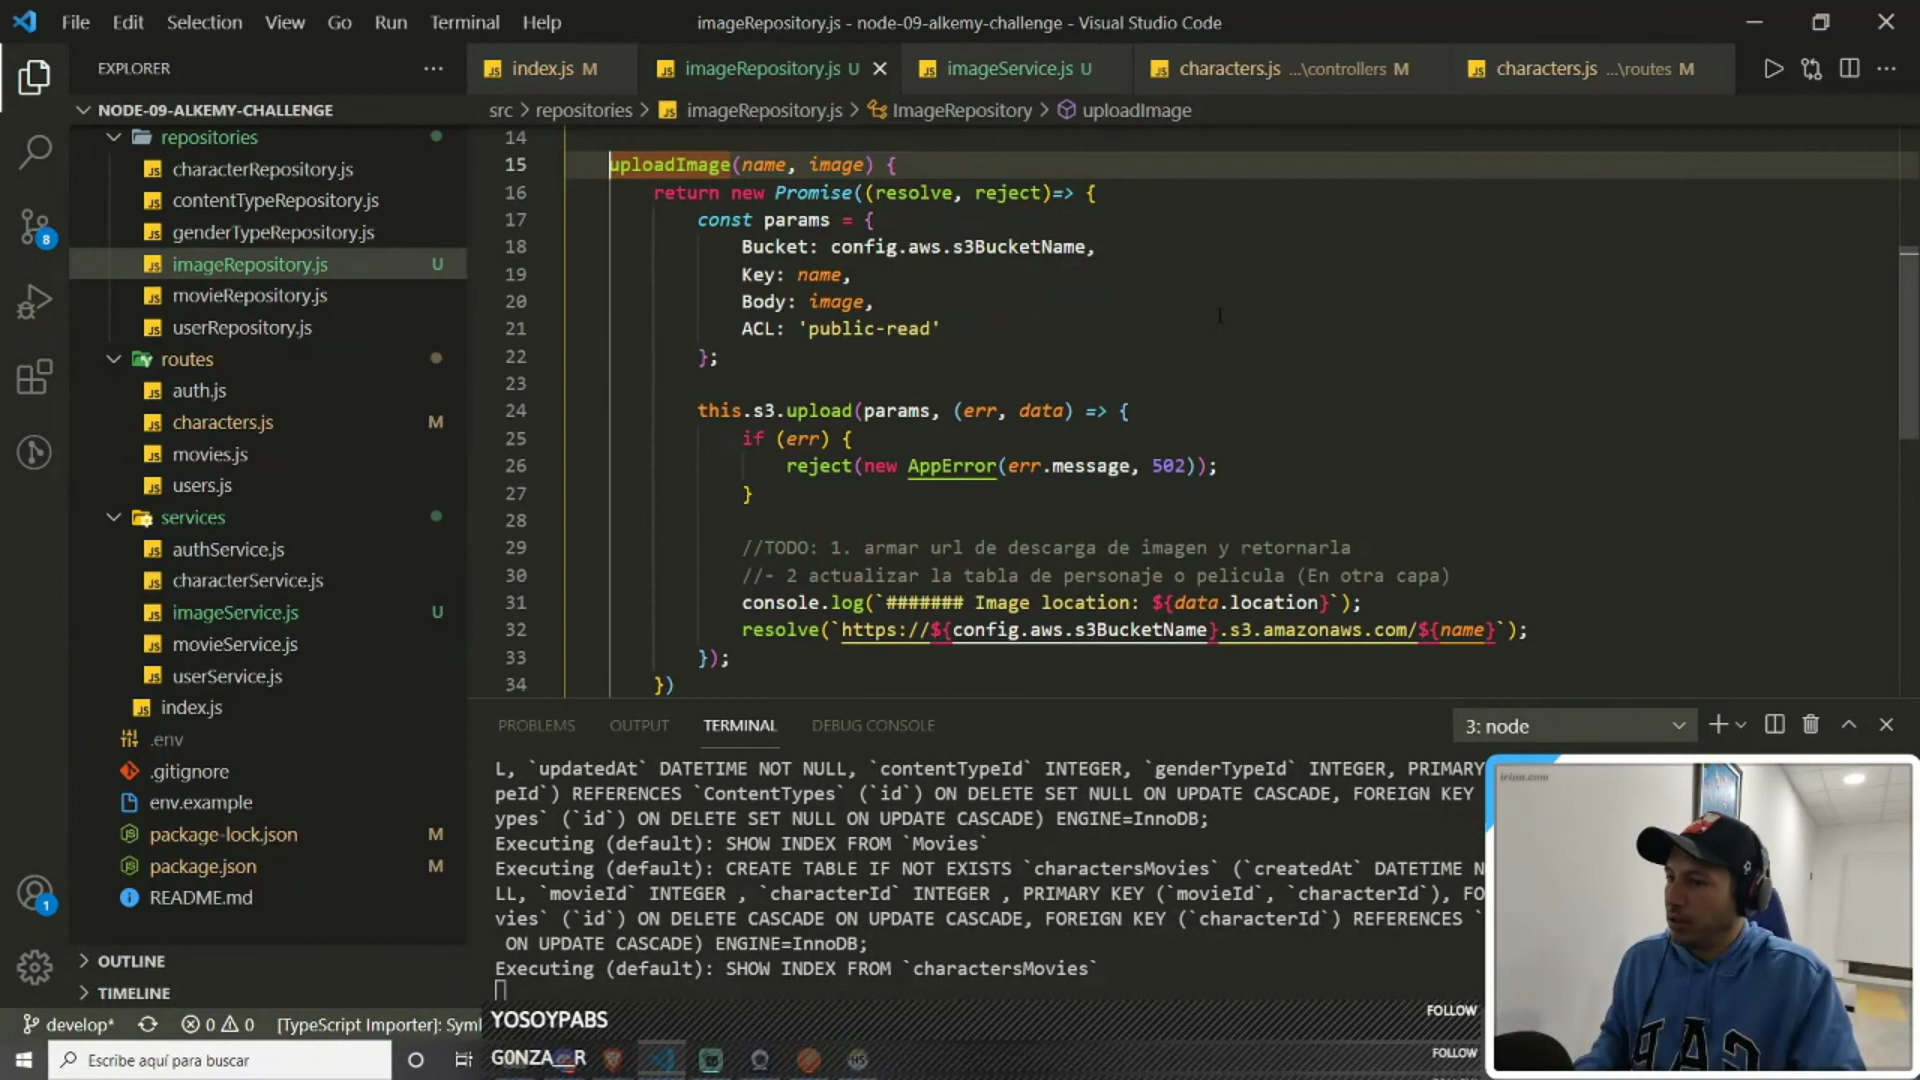 File Edit Selection View Go Run Terminal Help
imageRepository.js - node-09-alkemy-challenge - Visual Studio Code
EXPLORER
index.js M
imageRepository.js U
imageService.js U
characters.js ...\controllers M
characters.js ...\routes M
NODE-09-ALKEMY-CHALLENGE
src > repositories > imageRepository.js > ImageRepository > uploadImage
repositories
characterRepository.js
contentTypeRepository.js
genderTypeRepository.js
imageRepository.js U
movieRepository.js
userRepository.js
routes
auth.js
characters.js M
movies.js
users.js
services
authService.js
characterService.js
imageService.js U
movieService.js
userService.js
index.js
.env
.gitignore
env.example
package-lock.json M
package.json M
README.md
OUTLINE
TIMELINE
8
1
14
15 uploadImage(name, image) {
16 return new Promise((resolve, reject)=> {
17 const params = {
18 Bucket: config.aws.s3BucketName,
19 Key: name,
20 Body: image,
21 ACL: 'public-read'
22 };
23
24 this.s3.upload(params, (err, data) => {
25 if (err) {
26 reject(new AppError(err.message, 502));
27 }
28
29 //TODO: 1. armar url de descarga de imagen y retornarla
30 //- 2 actualizar la tabla de personaje o pelicula (En otra capa)
31 console.log(`####### Image location: ${data.location}`);
32 resolve(`https://${config.aws.s3BucketName}.s3.amazonaws.com/${name}`);
33 });
34 })
PROBLEMS OUTPUT TERMINAL DEBUG CONSOLE
3: node
L, `updatedAt` DATETIME NOT NULL, `contentTypeId` INTEGER, `genderTypeId` INTEGER, PRIMARY
peId`) REFERENCES `ContentTypes` (`id`) ON DELETE SET NULL ON UPDATE CASCADE, FOREIGN KEY
ypes` (`id`) ON DELETE SET NULL ON UPDATE CASCADE) ENGINE=InnoDB;
Executing (default): SHOW INDEX FROM `Movies`
Executing (default): CREATE TABLE IF NOT EXISTS `charactersMovies` (`createdAt` DATETIME N
LL, `movieId` INTEGER , `characterId` INTEGER , PRIMARY KEY (`movieId`, `characterId`), FO
vies` (`id`) ON DELETE CASCADE ON UPDATE CASCADE, FOREIGN KEY (`characterId`) REFERENCES `
ON UPDATE CASCADE) ENGINE=InnoDB;
Executing (default): SHOW INDEX FROM `charactersMovies`
develop* 0 0 [TypeScript Importer]: Syml
YOSOYPABS FOLLOW
G0NZA__R FOLLOW
Escribe aquí para buscar